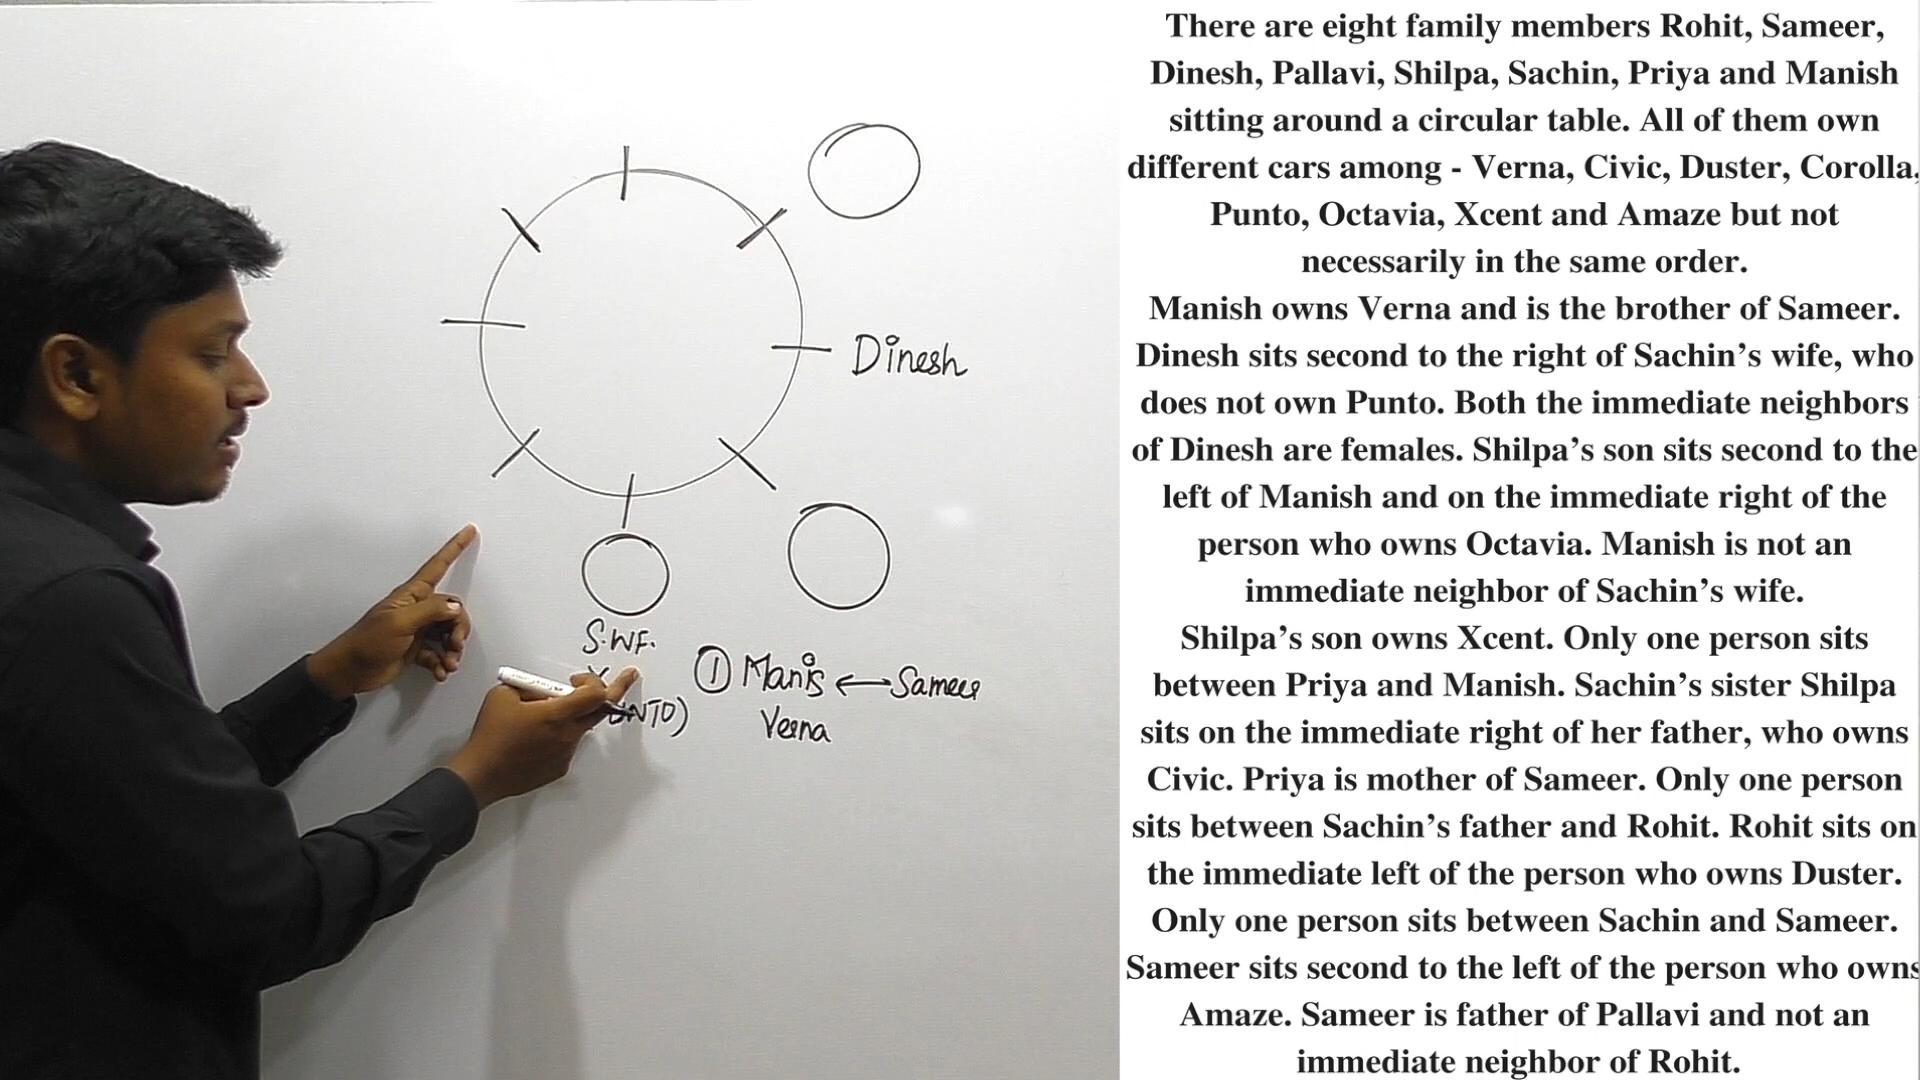 There are eight family members Rohit, Sameer,
Dinesh, Pallavi, Shilpa, Sachin, Priya and Manish
sitting around a circular table. All of them own
different cars among - Verna, Civic, Duster, Corolla,
Punto, Octavia, Xcent and Amaze but not
necessarily in the same order.
Manish owns Verna and is the brother of Sameer.
Dinesh sits second to the right of Sachin’s wife, who
does not own Punto. Both the immediate neighbors
of Dinesh are females. Shilpa’s son sits second to the
left of Manish and on the immediate right of the
person who owns Octavia. Manish is not an
immediate neighbor of Sachin’s wife.
Shilpa’s son owns Xcent. Only one person sits
between Priya and Manish. Sachin’s sister Shilpa
sits on the immediate right of her father, who owns
Civic. Priya is mother of Sameer. Only one person
sits between Sachin’s father and Rohit. Rohit sits on
the immediate left of the person who owns Duster.
Only one person sits between Sachin and Sameer.
Sameer sits second to the left of the person who owns
Amaze. Sameer is father of Pallavi and not an
immediate neighbor of Rohit.
Dinesh
S.WF.
① Manis ←→ Sameer
Verna